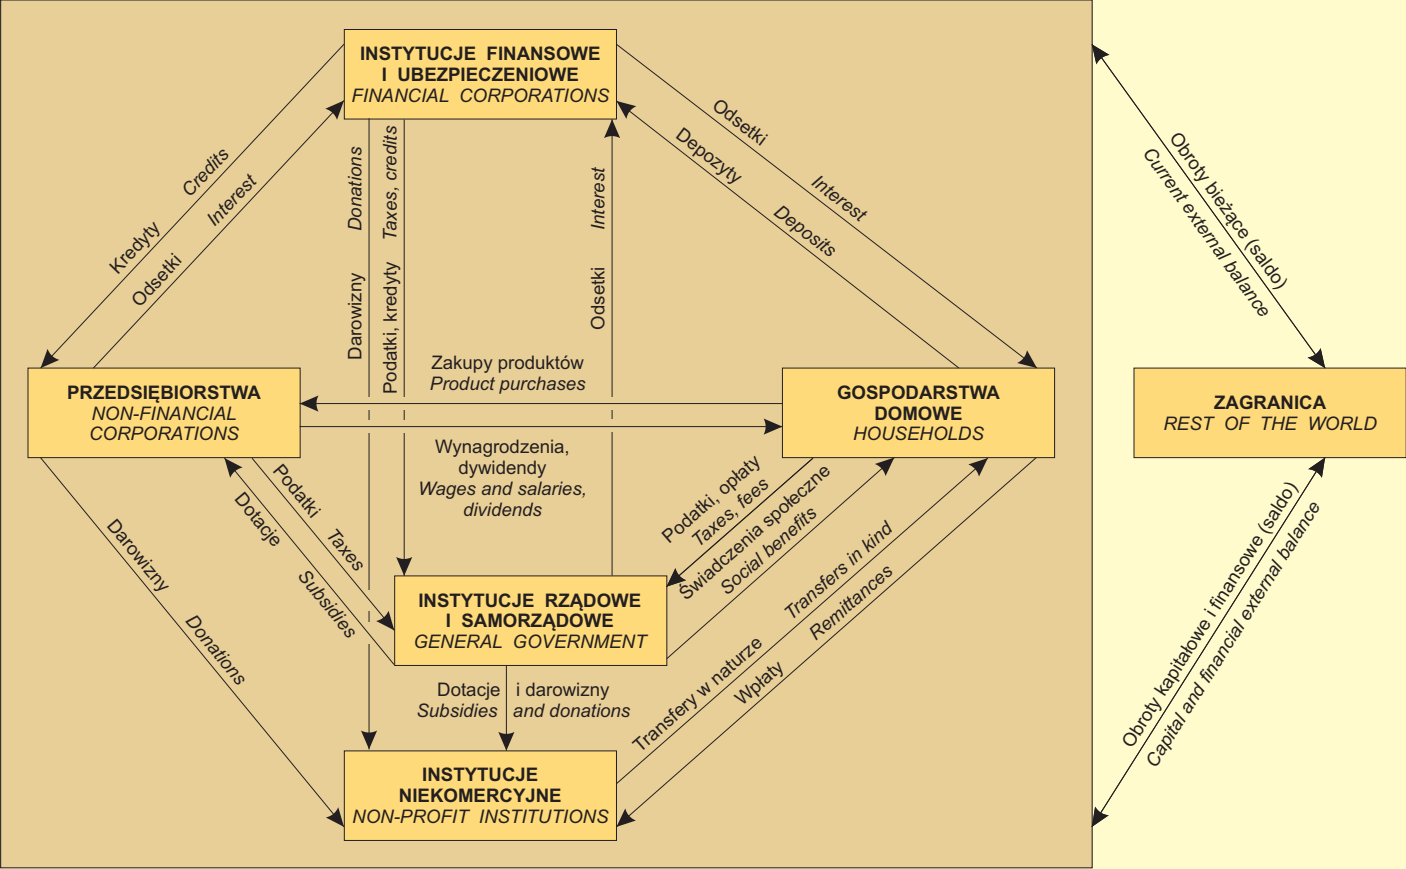 INSTYTUCJE FINANSOWE
I UBEZPIECZENIOWE
FINANCIAL CORPORATIONS
Kredyty Credits
Odsetki Interest
Darowizny Donations
Podatki, kredyty Taxes, credits
Odsetki Interest
Odsetki Interest
Depozyty Deposits
Obroty bieżące (saldo)
Current external balance
Zakupy produktów
Product purchases
PRZEDSIĘBIORSTWA
NON-FINANCIAL
CORPORATIONS
GOSPODARSTWA
DOMOWE
HOUSEHOLDS
ZAGRANICA
REST OF THE WORLD
Wynagrodzenia,
dywidendy
Wages and salaries,
dividends
Podatki Taxes
Dotacje Subsidies
Darowizny Donations
Podatki, opłaty
Taxes, fees
Świadczenia społeczne
Social benefits
Transfery w naturze Transfers in kind
Wpłaty Remittances
Obroty kapitałowe i finansowe (saldo)
Capital and financial external balance
INSTYTUCJE RZĄDOWE
I SAMORZĄDOWE
GENERAL GOVERNMENT
Dotacje i darowizny
Subsidies and donations
INSTYTUCJE
NIEKOMERCYJNE
NON-PROFIT INSTITUTIONS